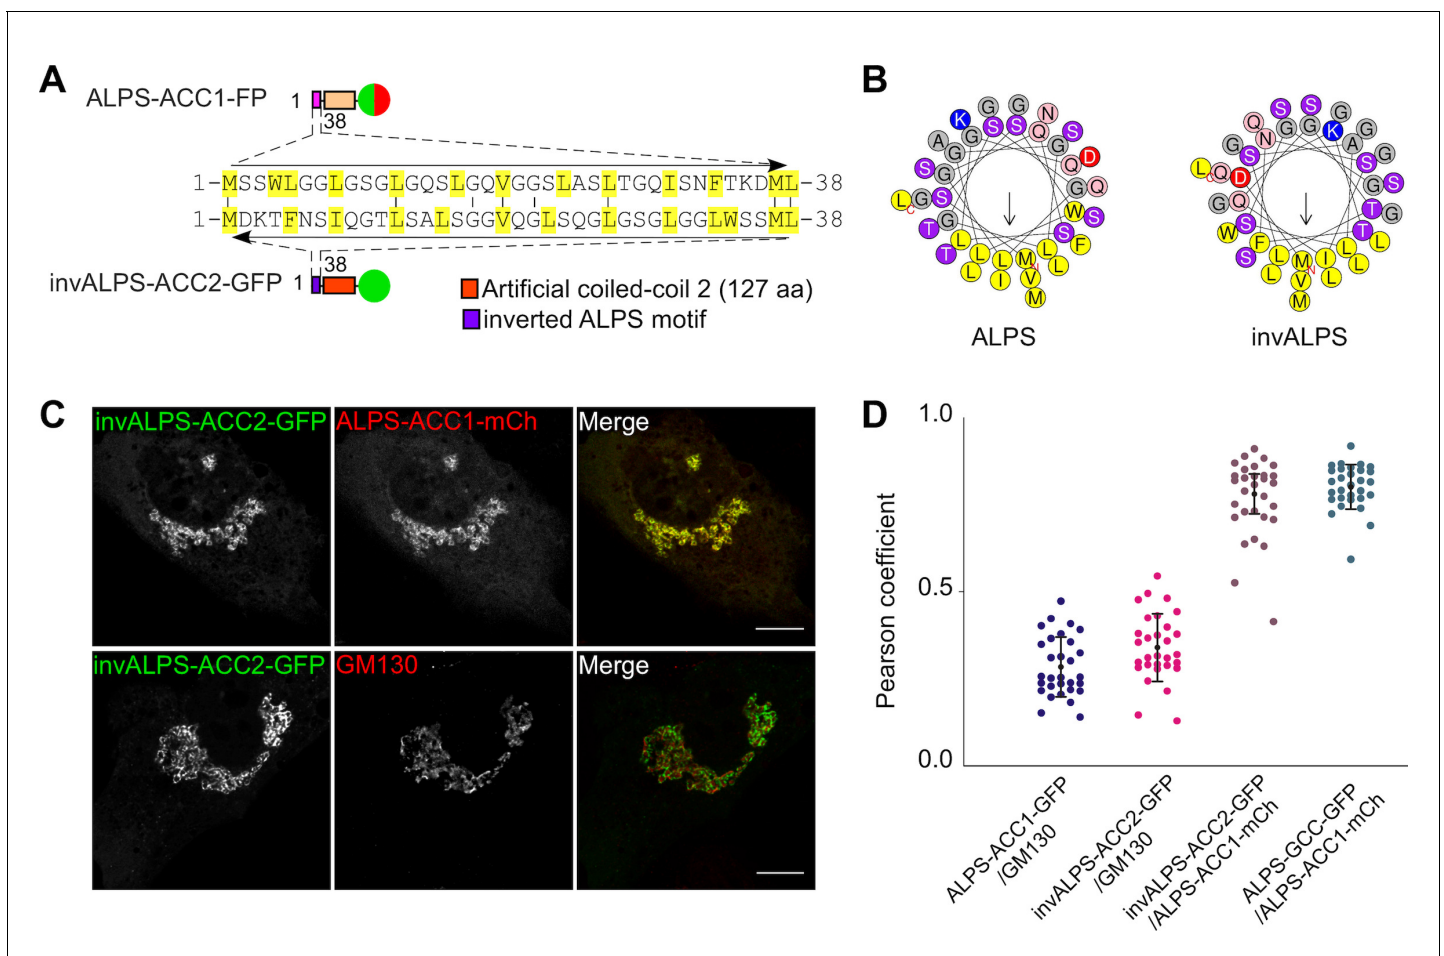 A
ALPS-ACC1-FP
1
38
1-MSSWLGGLGSGLGQSLGQVGGSLASLTGQISNFTKDML-38
1-MDKTFNSIQGTLSALSGGVQGLSQGLGSGLGGLWSSML-38
38
invALPS-ACC2-GFP
1
Artificial coiled-coil 2 (127 aa)
inverted ALPS motif
B
ALPS
invALPS
C
invALPS-ACC2-GFP
ALPS-ACC1-mCh
Merge
invALPS-ACC2-GFP
GM130
Merge
D
Pearson coefficient
1.0
0.5
0.0
ALPS-ACC1-GFP
/GM130
invALPS-ACC2-GFP
/GM130
invALPS-ACC2-GFP
/ALPS-ACC1-mCh
ALPS-GCC-GFP
/ALPS-ACC1-mCh